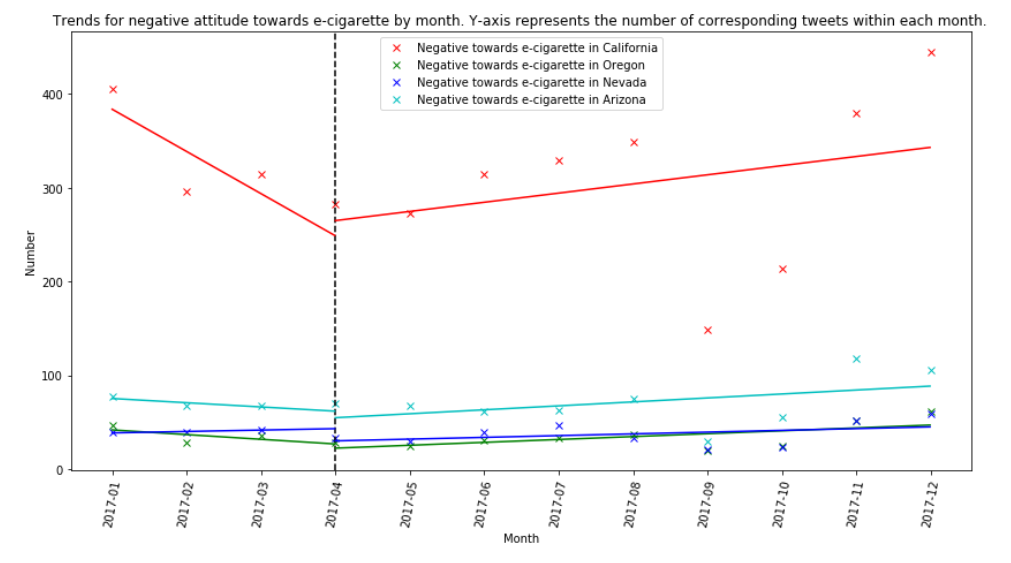 Trends for negative attitude towards e-cigarette by month. Y-axis represents the number of corresponding tweets within each month.
Negative towards e-cigarette in California
Negative towards e-cigarette in Oregon
Negative towards e-cigarette in Nevada
Negative towards e-cigarette in Arizona
400
300
200
100
0
Number
2017-01
2017-02
2017-03
2017-04
2017-05
2017-06
2017-07
2017-08
2017-09
2017-10
2017-11
2017-12
Month